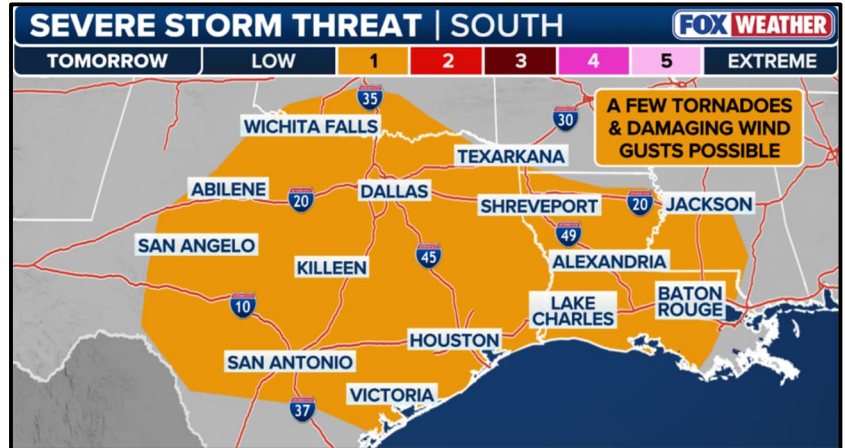 SEVERE STORM THREAT | SOUTH
FOX WEATHER
TOMORROW LOW 1 2 3 4 5 EXTREME
A FEW TORNADOES
& DAMAGING WIND
GUSTS POSSIBLE
35
30
WICHITA FALLS
TEXARKANA
ABILENE
20
DALLAS
SHREVEPORT
20
JACKSON
49
SAN ANGELO
KILLEEN
45
ALEXANDRIA
10
LAKE
CHARLES
BATON
ROUGE
HOUSTON
SAN ANTONIO
VICTORIA
37